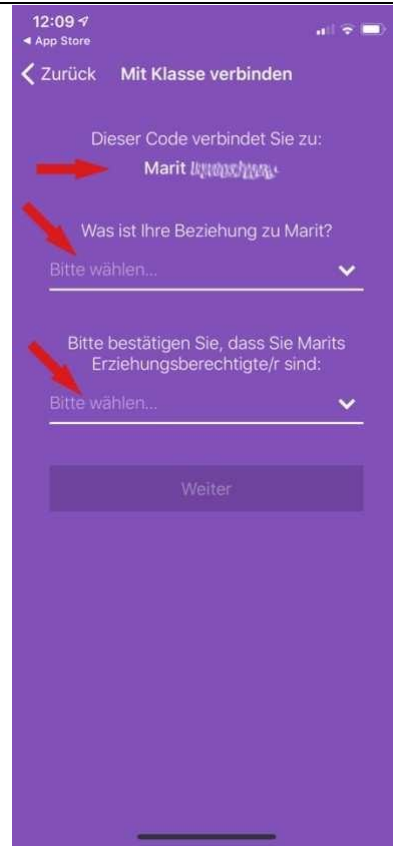 12:09
◀ App Store
Zurück Mit Klasse verbinden
Dieser Code verbindet Sie zu:
Marit
Was ist Ihre Beziehung zu Marit?
Bitte wählen...
Bitte bestätigen Sie, dass Sie Marits
Erziehungsberechtigte/r sind:
Bitte wählen...
Weiter